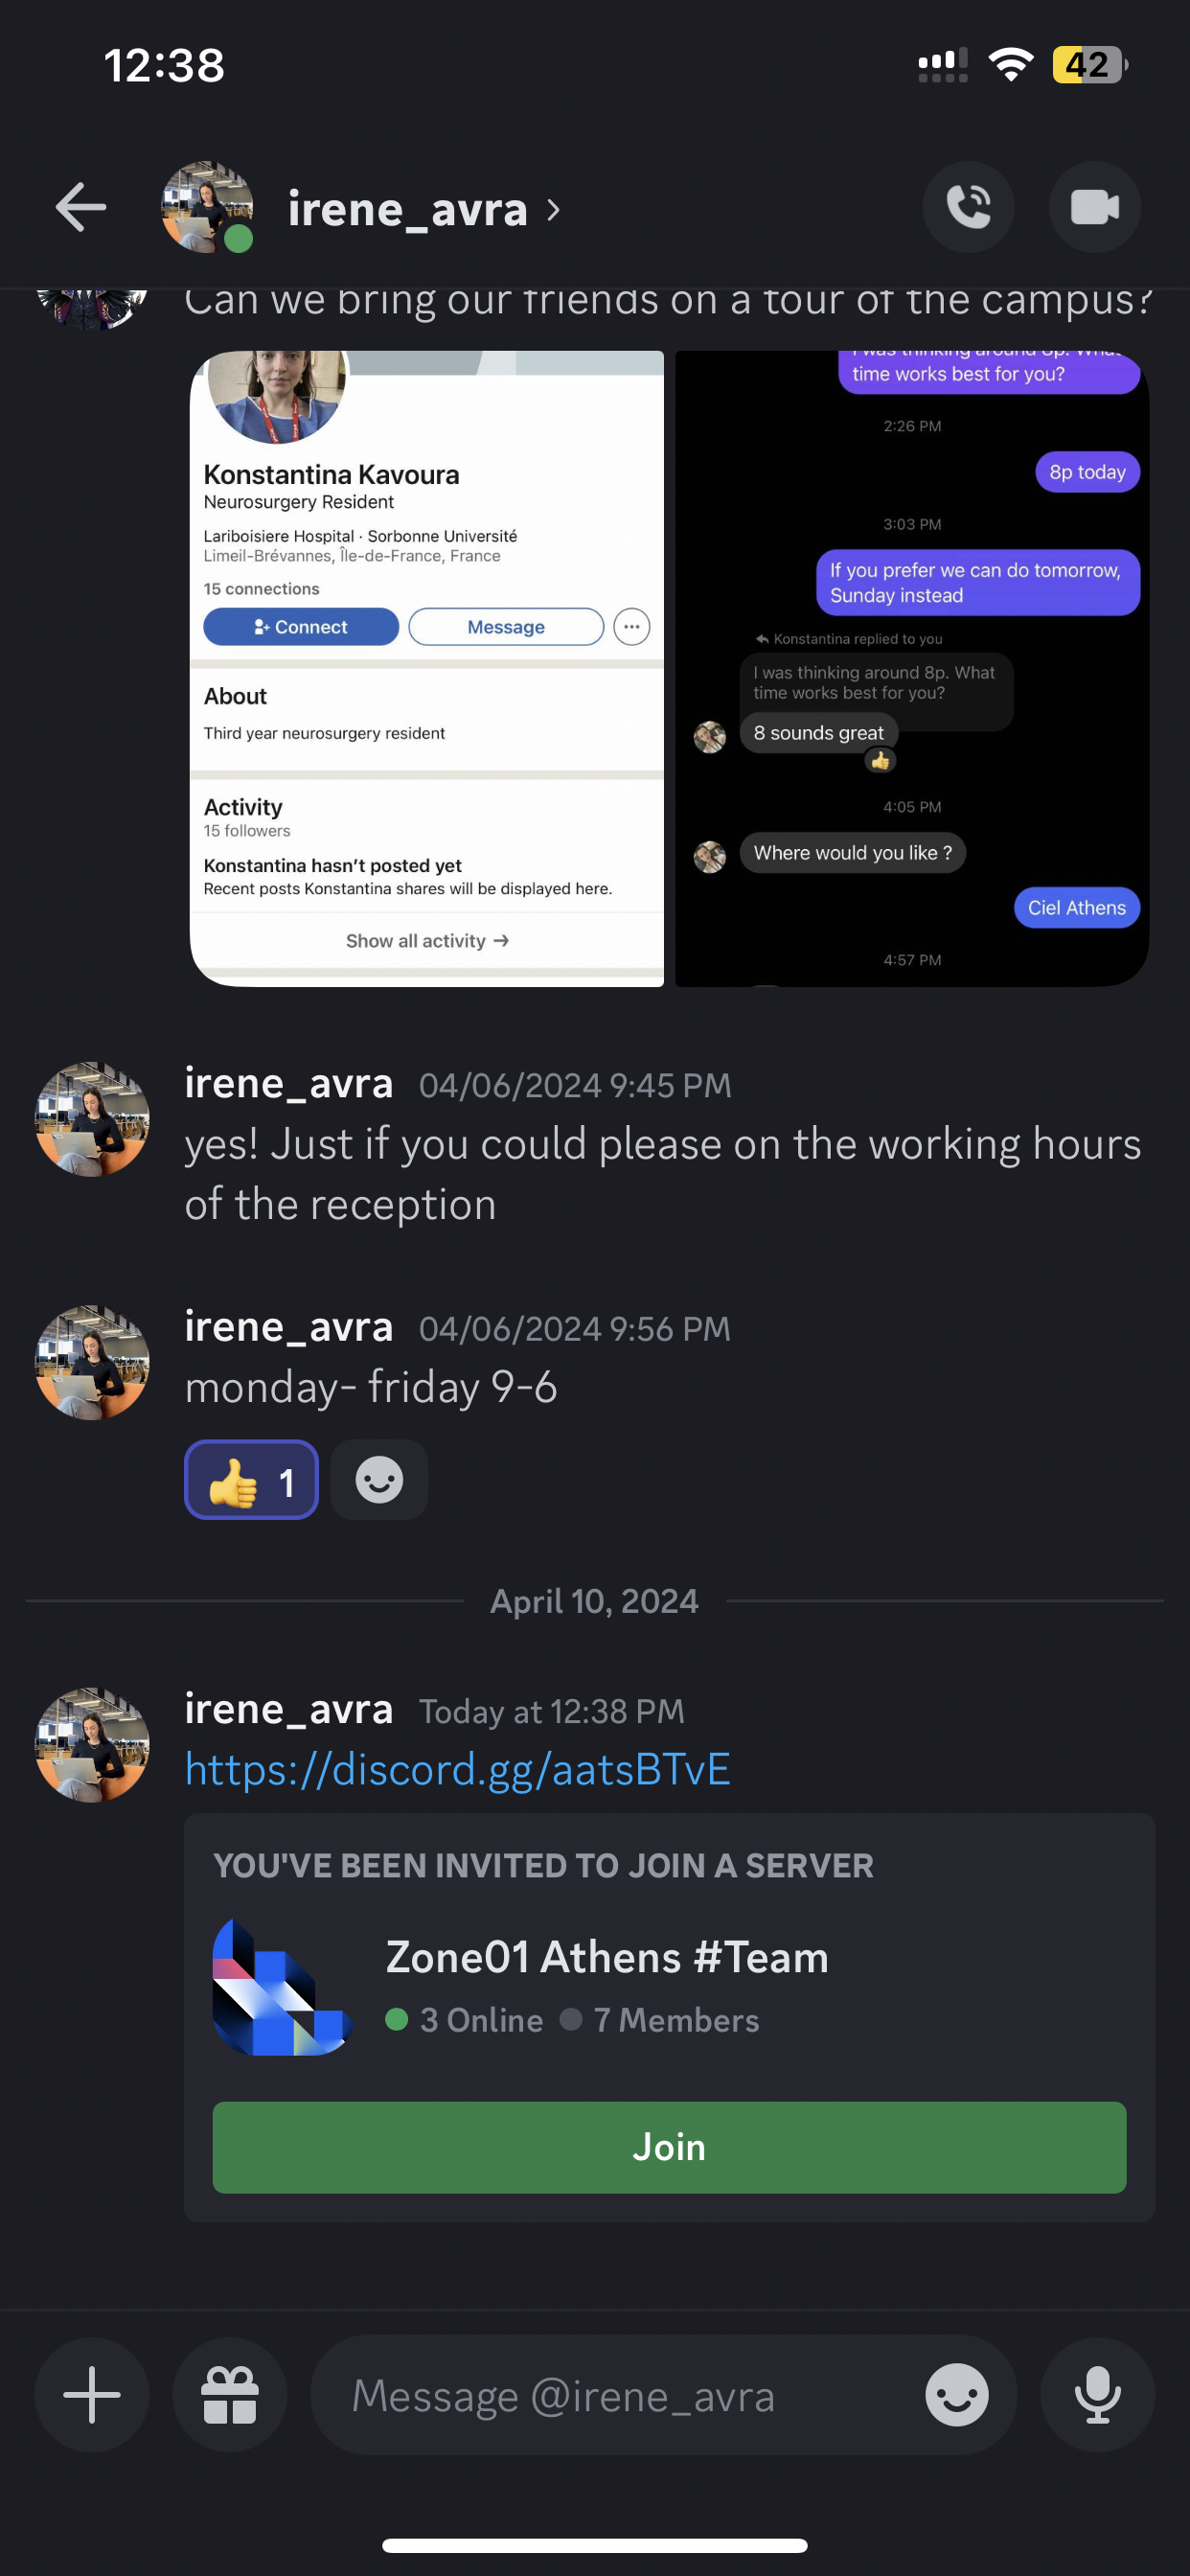 12:38
42
irene_avra
Can we bring our friends on a tour of the campus?
Konstantina Kavoura
Neurosurgery Resident
Lariboisiere Hospital · Sorbonne Université
Limeil-Brévannes, Île-de-France, France
15 connections
Connect
Message
About
Third year neurosurgery resident
Activity
15 followers
Konstantina hasn't posted yet
Recent posts Konstantina shares will be displayed here.
Show all activity →
I was thinking around 8p. What
time works best for you?
2:26 PM
8p today
3:03 PM
If you prefer we can do tomorrow,
Sunday instead
Konstantina replied to you
I was thinking around 8p. What
time works best for you?
8 sounds great
4:05 PM
Where would you like ?
Ciel Athens
4:57 PM
irene_avra 04/06/2024 9:45 PM
yes! Just if you could please on the working hours
of the reception
irene_avra 04/06/2024 9:56 PM
monday- friday 9-6
1
April 10, 2024
irene_avra Today at 12:38 PM
https://discord.gg/aatsBTvE
YOU'VE BEEN INVITED TO JOIN A SERVER
Zone01 Athens #Team
3 Online 7 Members
Join
Message @irene_avra